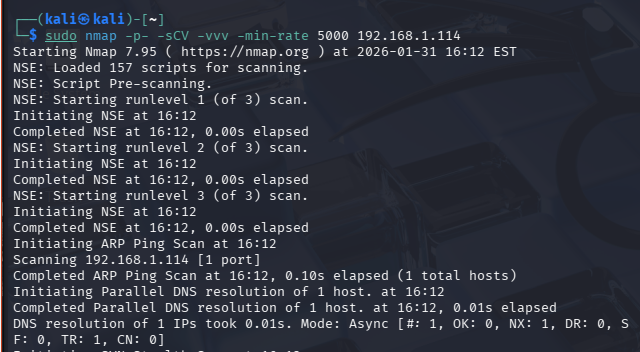 ┌──(kali㉿kali)-[~]
└─$ sudo nmap -p- -sCV -vvv -min-rate 5000 192.168.1.114
Starting Nmap 7.95 ( https://nmap.org ) at 2026-01-31 16:12 EST
NSE: Loaded 157 scripts for scanning.
NSE: Script Pre-scanning.
NSE: Starting runlevel 1 (of 3) scan.
Initiating NSE at 16:12
Completed NSE at 16:12, 0.00s elapsed
NSE: Starting runlevel 2 (of 3) scan.
Initiating NSE at 16:12
Completed NSE at 16:12, 0.00s elapsed
NSE: Starting runlevel 3 (of 3) scan.
Initiating NSE at 16:12
Completed NSE at 16:12, 0.00s elapsed
Initiating ARP Ping Scan at 16:12
Scanning 192.168.1.114 [1 port]
Completed ARP Ping Scan at 16:12, 0.10s elapsed (1 total hosts)
Initiating Parallel DNS resolution of 1 host. at 16:12
Completed Parallel DNS resolution of 1 host. at 16:12, 0.01s elapsed
DNS resolution of 1 IPs took 0.01s. Mode: Async [#: 1, OK: 0, NX: 1, DR: 0, S
F: 0, TR: 1, CN: 0]